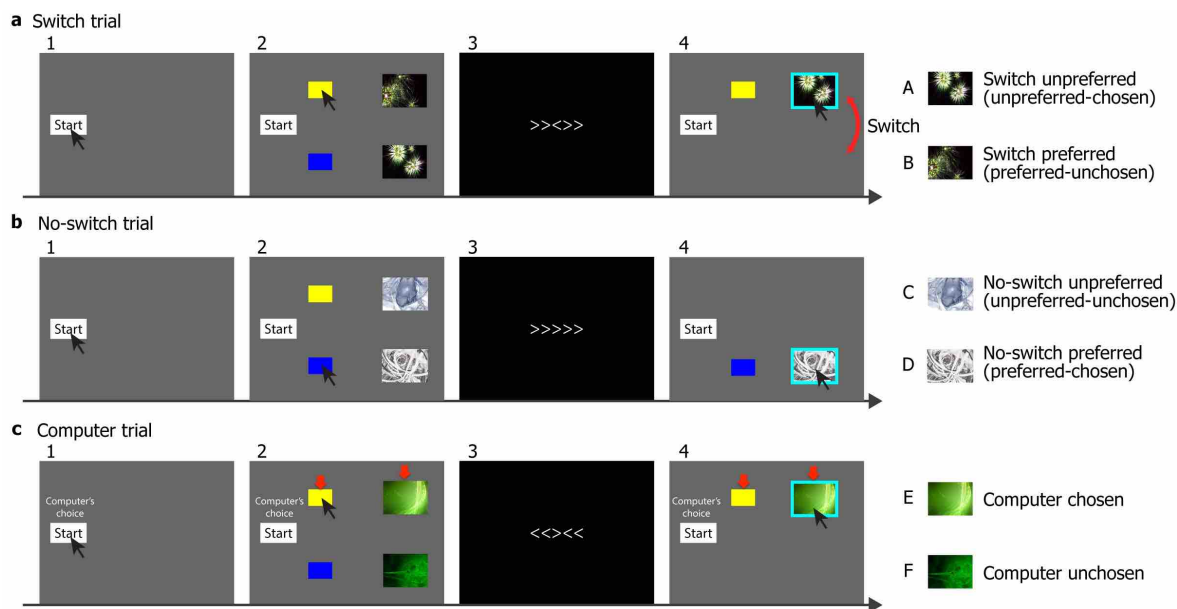 a Switch trial
1 2 3 4
Start
Start
>><>>
Start
Switch
A Switch unpreferred
(unpreferred-chosen)
B Switch preferred
(preferred-unchosen)
b No-switch trial
1 2 3 4
Start
Start
>>>>>
Start
C No-switch unpreferred
(unpreferred-unchosen)
D No-switch preferred
(preferred-chosen)
c Computer trial
1 2 3 4
Computer's
choice
Start
Computer's
choice
Start
<<><<
Computer's
choice
Start
E Computer chosen
F Computer unchosen